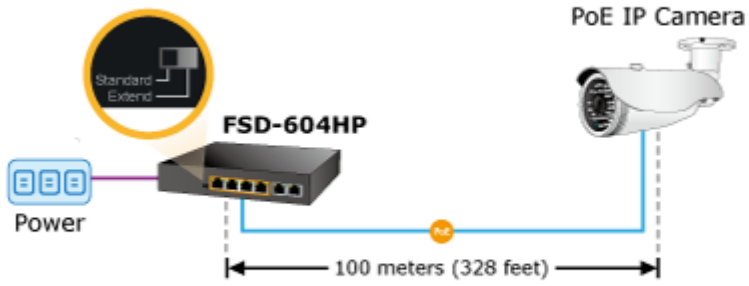 PoE IP Camera
Standard
Extend
FSD-604HP
Power
PoE
100 meters (328 feet)